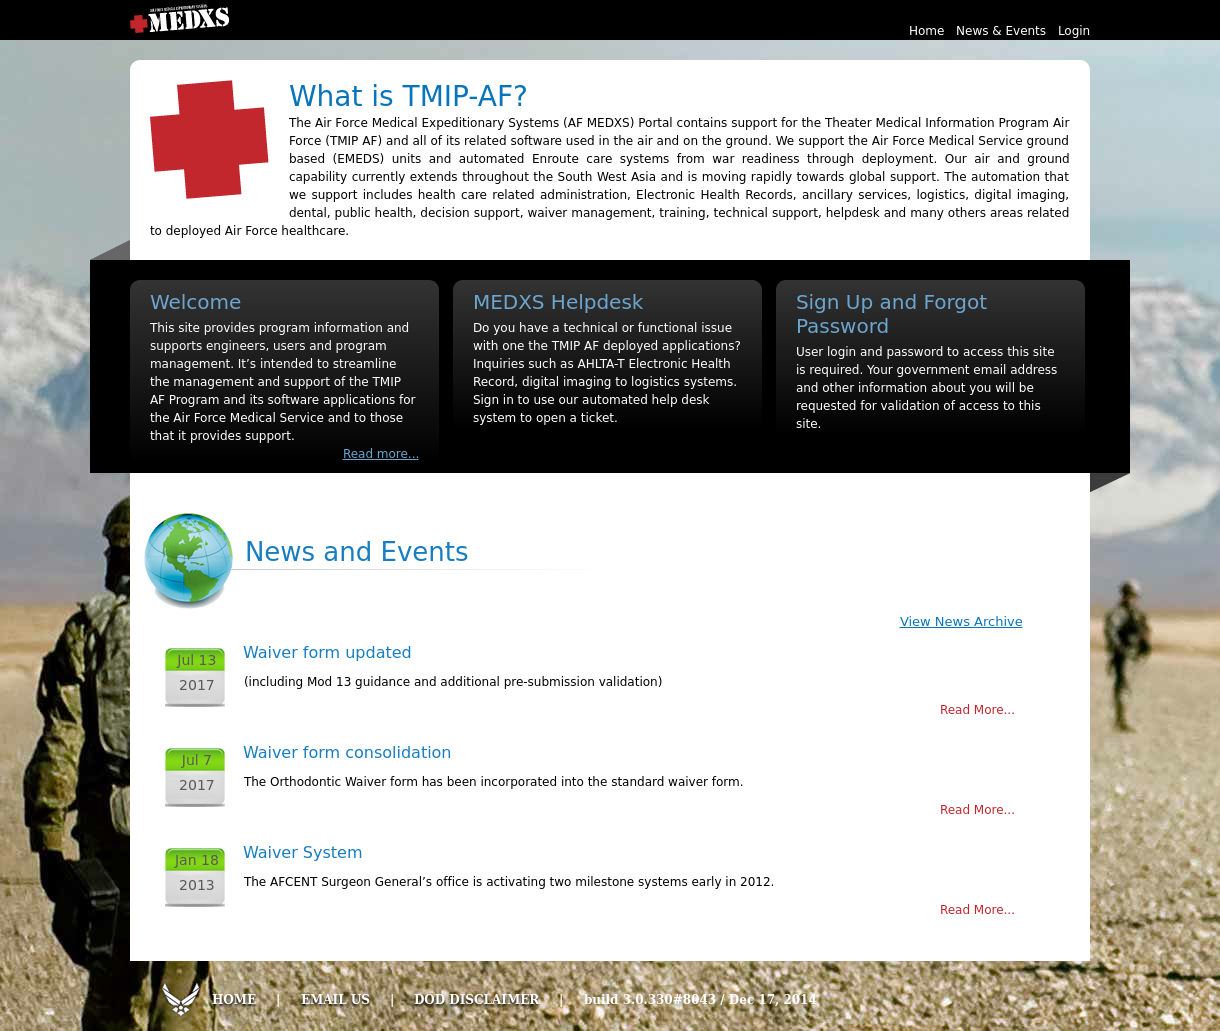 MEDXS
Home News & Events Login
What is TMIP-AF?
The Air Force Medical Expeditionary Systems (AF MEDXS) Portal contains support for the Theater Medical Information Program Air
Force (TMIP AF) and all of its related software used in the air and on the ground. We support the Air Force Medical Service ground
based (EMEDS) units and automated Enroute care systems from war readiness through deployment. Our air and ground
capability currently extends throughout the South West Asia and is moving rapidly towards global support. The automation that
we support includes health care related administration, Electronic Health Records, ancillary services, logistics, digital imaging,
dental, public health, decision support, waiver management, training, technical support, helpdesk and many others areas related
to deployed Air Force healthcare.
Welcome
This site provides program information and
supports engineers, users and program
management. It’s intended to streamline
the management and support of the TMIP
AF Program and its software applications for
the Air Force Medical Service and to those
that it provides support.
Read more...
MEDXS Helpdesk
Do you have a technical or functional issue
with one the TMIP AF deployed applications?
Inquiries such as AHLTA-T Electronic Health
Record, digital imaging to logistics systems.
Sign in to use our automated help desk
system to open a ticket.
Sign Up and Forgot
Password
User login and password to access this site
is required. Your government email address
and other information about you will be
requested for validation of access to this
site.
News and Events
View News Archive
Jul 13
2017
Waiver form updated
(including Mod 13 guidance and additional pre-submission validation)
Read More...
Jul 7
2017
Waiver form consolidation
The Orthodontic Waiver form has been incorporated into the standard waiver form.
Read More...
Jan 18
2013
Waiver System
The AFCENT Surgeon General’s office is activating two milestone systems early in 2012.
Read More...
HOME | EMAIL US | DOD DISCLAIMER | build 3.0.330#8043 / Dec 17, 2014